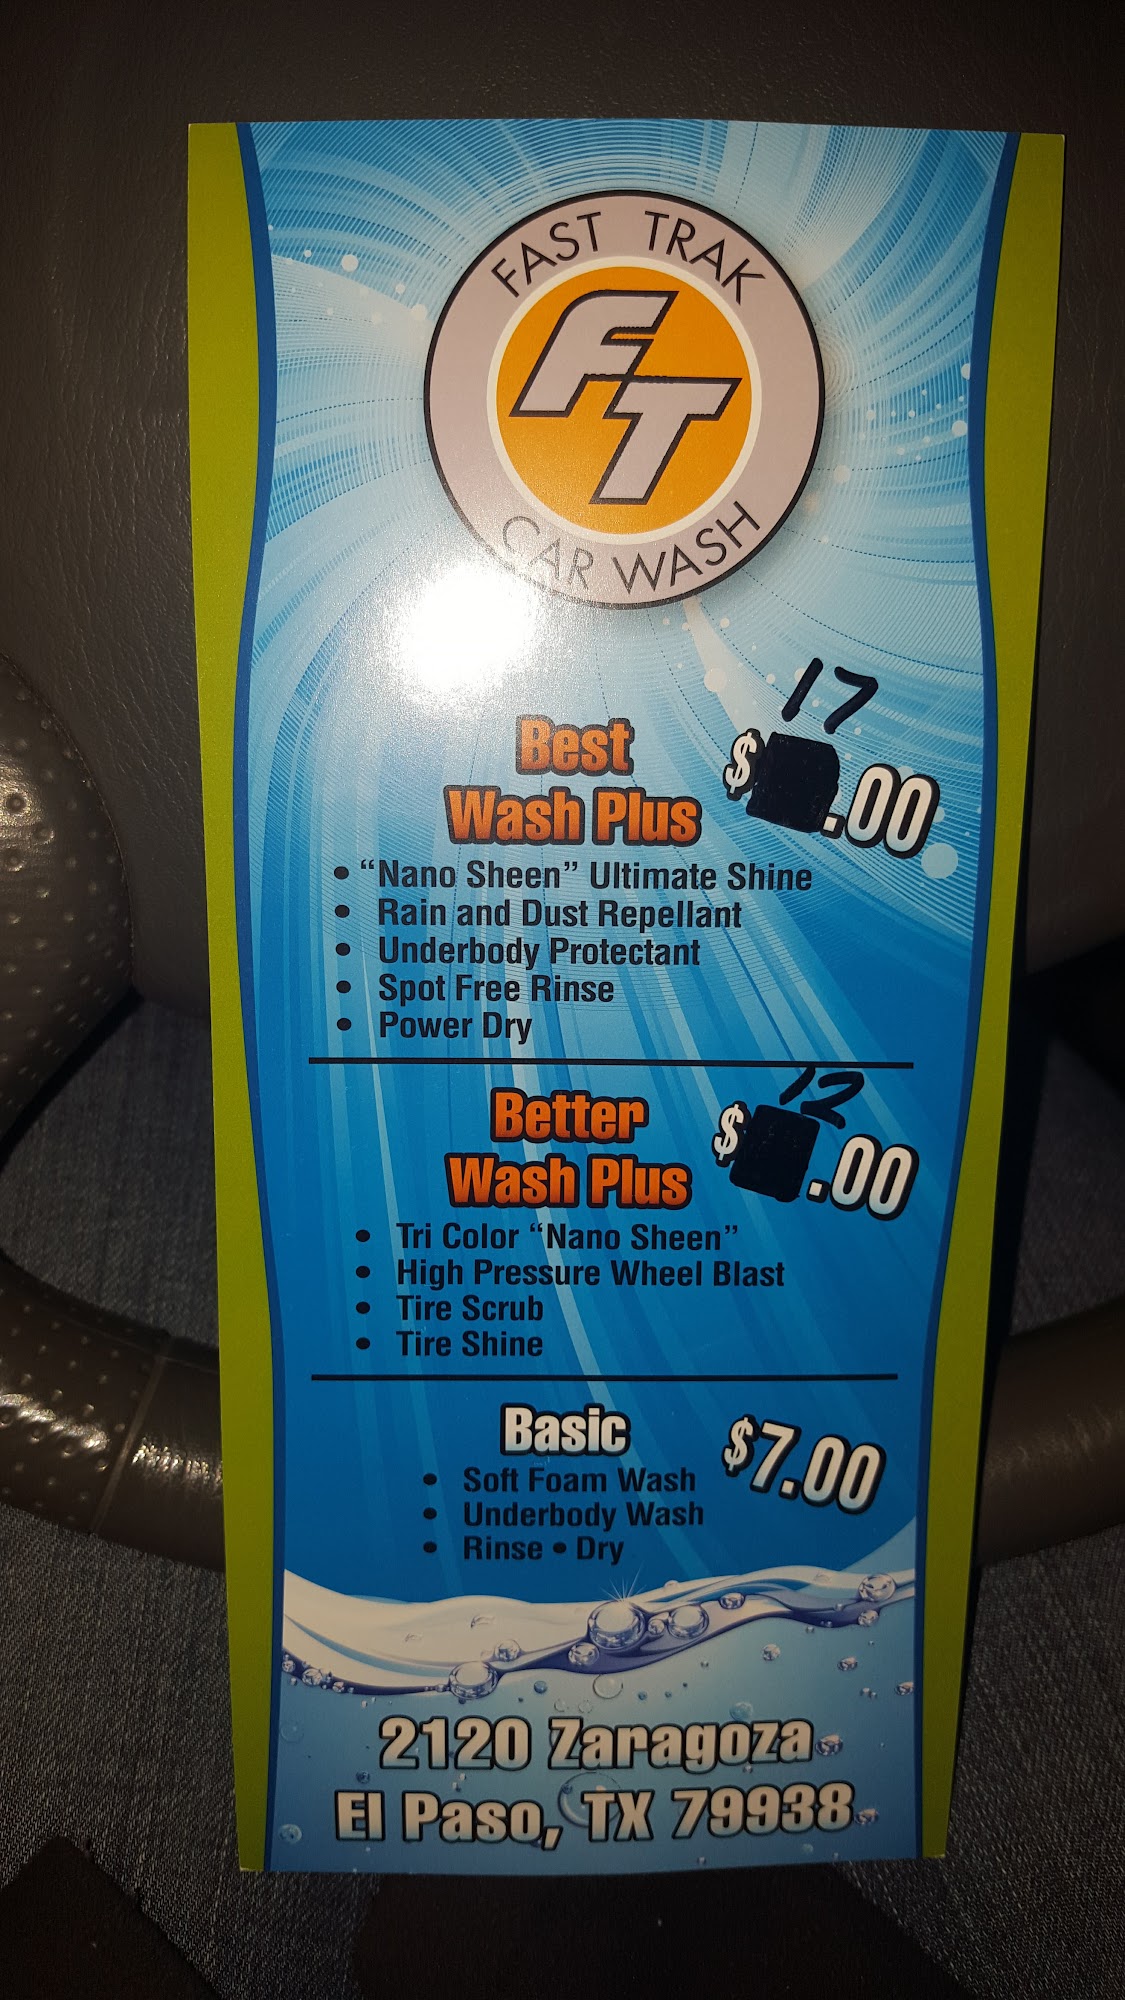 FAST TRAK
FT
CAR WASH
17
Best
Wash Plus
$ .00
• "Nano Sheen" Ultimate Shine
• Rain and Dust Repellant
• Underbody Protectant
• Spot Free Rinse
• Power Dry
12
Better
Wash Plus
$ .00
• Tri Color "Nano Sheen"
• High Pressure Wheel Blast
• Tire Scrub
• Tire Shine
Basic $7.00
• Soft Foam Wash
• Underbody Wash
• Rinse • Dry
2120 Zaragoza
El Paso, TX 79938